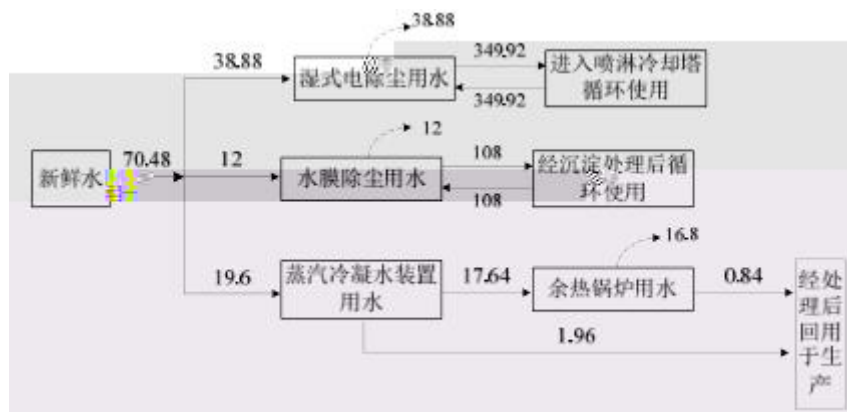 38.88
38.88
湿式电除尘用水
349.92
349.92
进入喷淋冷却塔
循环使用
新鲜水
70.48
12
12
水膜除尘用水
108
108
经沉淀处理后循
环使用
19.6
蒸汽冷凝水装置
用水
17.64
16.8
余热锅炉用水
0.84
1.96
经处
理后
回用
于生
产